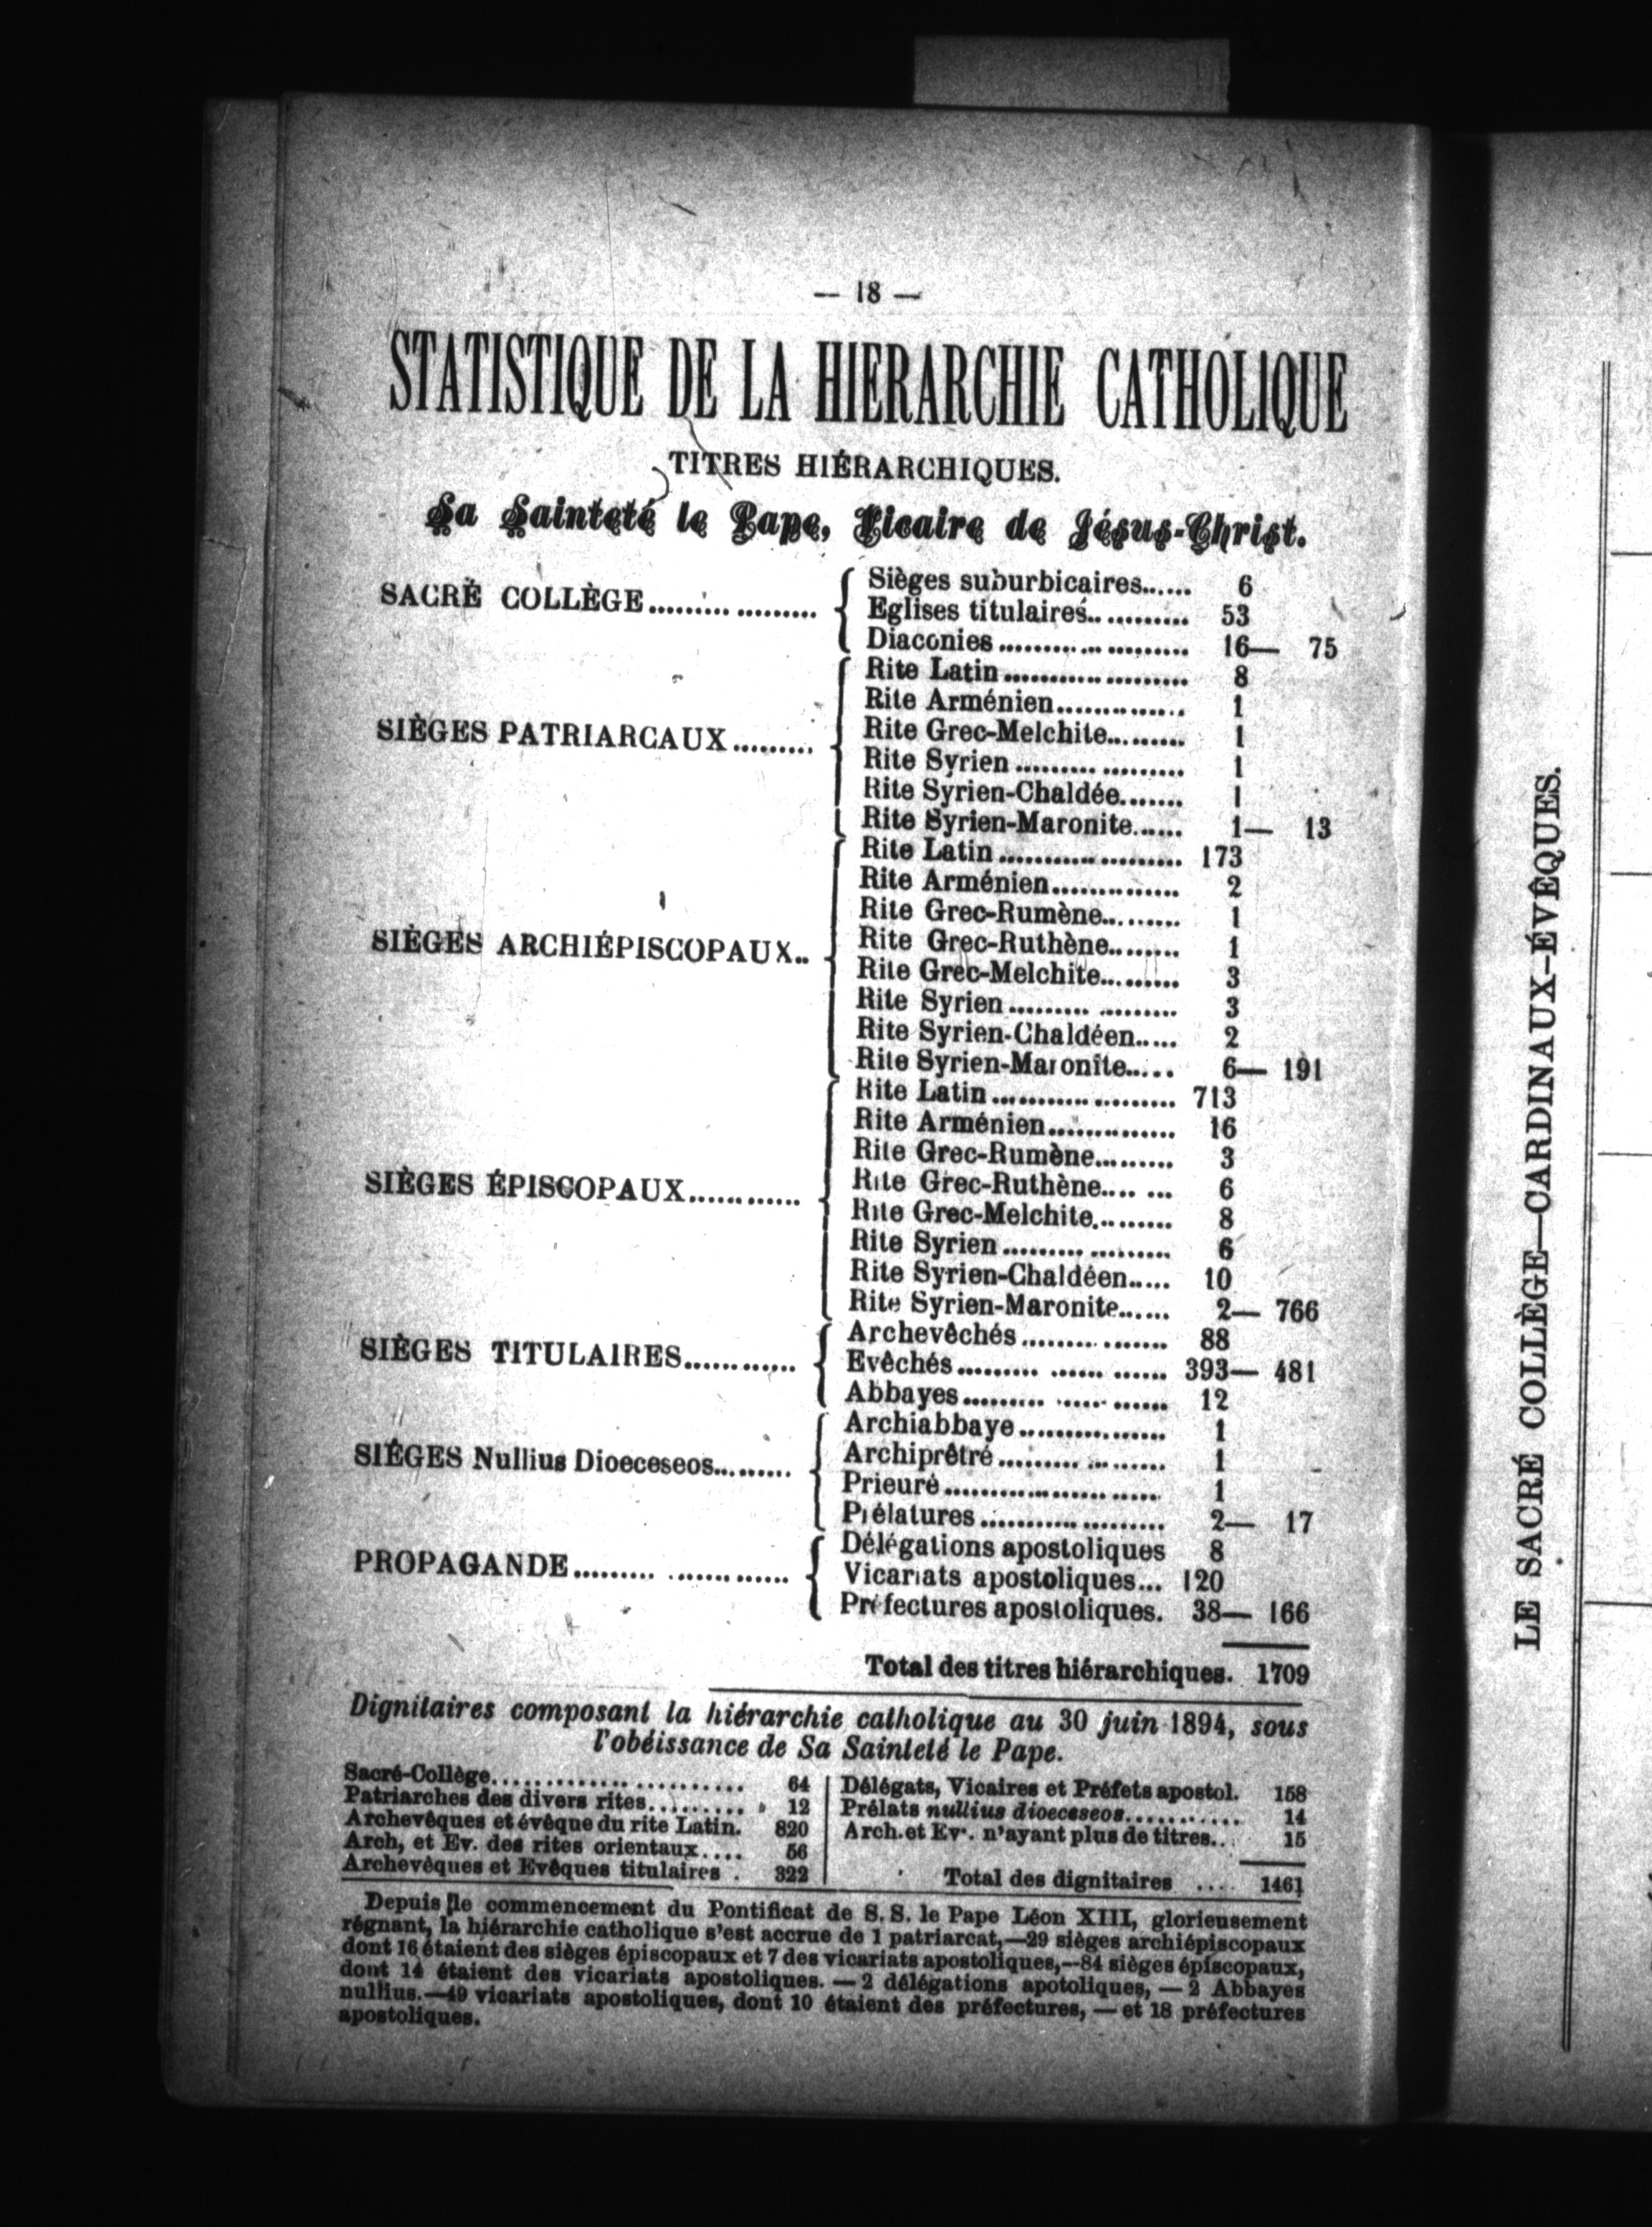 — 18 —
STATISTIQUE DE LA HIERARCHIE CATHOLIQUE
TITRES HIÉRARCHIQUES.
Sa Sainteté le Pape, Vicaire de Jésus-Christ.
SACRÉ COLLÈGE
Sièges suburbicaires...... 6
Eglises titulaires............ 53
Diaconies.................... 16— 75
SIÈGES PATRIARCAUX.........
Rite Latin.................... 8
Rite Arménien.............. 1
Rite Grec-Melchite.......... 1
Rite Syrien................... 1
Rite Syrien-Chaldée....... 1
Rite Syrien-Maronite...... 1— 13
SIÈGES ARCHIÉPISCOPAUX..
Rite Latin.................... 173
Rite Arménien.............. 2
Rite Grec-Rumène.......... 1
Rite Grec-Ruthène......... 1
Rite Grec-Melchite.......... 3
Rite Syrien................... 3
Rite Syrien-Chaldéen..... 2
Rite Syrien-Maronite...... 6— 191
SIÈGES ÉPISCOPAUX............
Rite Latin.................... 713
Rite Arménien.............. 16
Rite Grec-Rumène......... 3
Rite Grec-Ruthène.... ... 6
Rite Grec-Melchite.......... 8
Rite Syrien................... 6
Rite Syrien-Chaldéen..... 10
Rite Syrien-Maronite...... 2— 766
SIÈGES TITULAIRES............
Archevêchés................ 88
Evêchés......... ...... ...... 393— 481
Abbayes......... ...... ...... 12
SIÉGES Nullius Dioeceseos.........
Archiabbaye................ 1
Archiprêtré.................. 1
Prieuré....................... 1
Prélatures.................... 2— 17
PROPAGANDE......... ............
Délégations apostoliques 8
Vicariats apostoliques... 120
Préfectures apostoliques. 38— 166
Total des titres hiérarchiques. 1709
Dignitaires composant la hiérarchie catholique au 30 juin 1894, sous
l'obéissance de Sa Sainteté le Pape.
Sacré-Collège........................ 64
Patriarches des divers rites......... 12
Archevêques et évêque du rite Latin. 820
Arch, et Ev. des rites orientaux.... 56
Archevêques et Evêques titulaires . 322
Délégats, Vicaires et Préfets apostol. 158
Prélats nullius dioeceseos........... 14
Arch. et Ev. n'ayant plus de titres... 15
Total des dignitaires .... 1461
Depuis le commencement du Pontificat de S. S. le Pape Léon XIII, glorieusement
régnant, la hiérarchie catholique s'est accrue de 1 patriarcat,—29 sièges archiépiscopaux
dont 16 étaient des sièges épiscopaux et 7 des vicariats apostoliques,—84 sièges épiscopaux,
dont 14 étaient des vicariats apostoliques. — 2 délégations apotoliques, — 2 Abbayes
nullius.—49 vicariats apostoliques, dont 10 étaient des préfectures, — et 18 préfectures
apostoliques.
LE SACRÉ COLLÈGE—CARDINAUX-ÉVÊQUES.